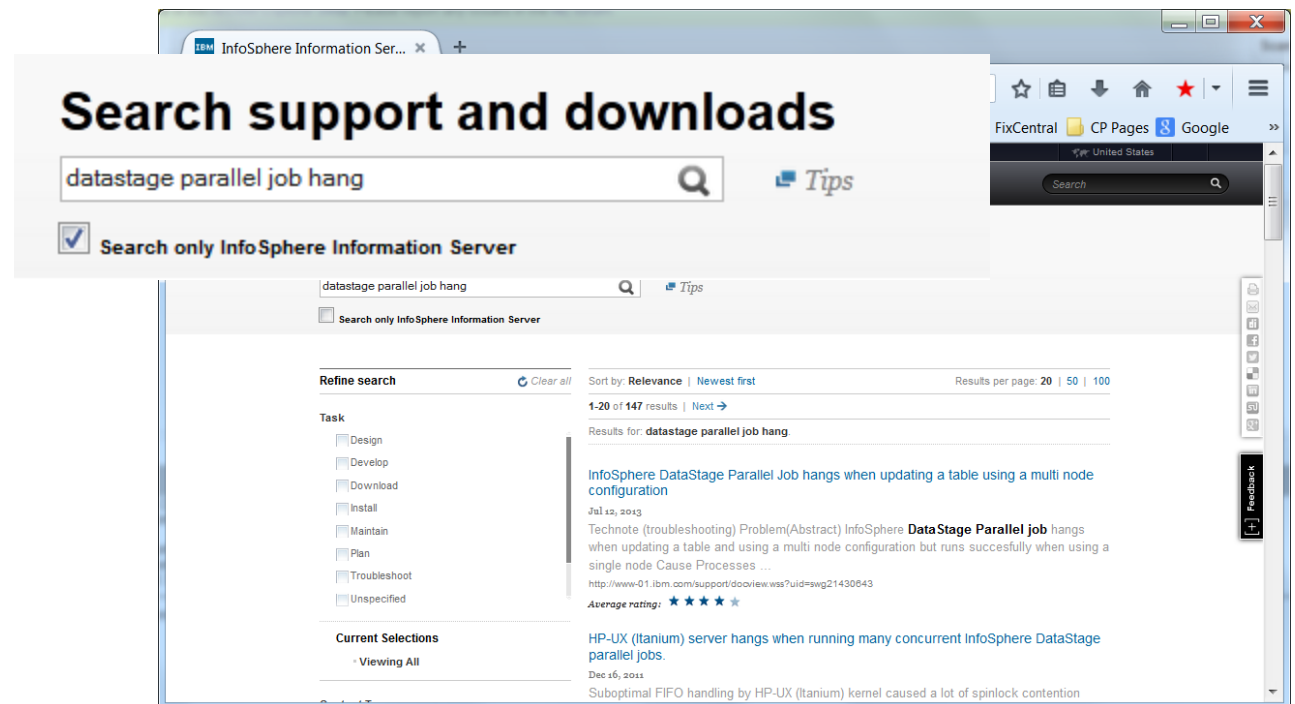 IBM InfoSphere Information Ser... × +
Search support and downloads
datastage parallel job hang
Tips
Search only InfoSphere Information Server
FixCentral CP Pages 8 Google »
United States
Search
datastage parallel job hang
Tips
Search only InfoSphere Information Server
Refine search
Clear all
Task
Design
Develop
Download
Install
Maintain
Plan
Troubleshoot
Unspecified
Current Selections
Viewing All
Sort by: Relevance | Newest first
Results per page: 20 | 50 | 100
1-20 of 147 results | Next →
Results for: datastage parallel job hang.
InfoSphere DataStage Parallel Job hangs when updating a table using a multi node
configuration
Jul 12, 2013
Technote (troubleshooting) Problem(Abstract) InfoSphere DataStage Parallel job hangs
when updating a table and using a multi node configuration but runs succesfully when using a
single node Cause Processes ...
http://www-01.ibm.com/support/docview.wss?uid=swg21430643
Average rating:
HP-UX (Itanium) server hangs when running many concurrent InfoSphere DataStage
parallel jobs.
Dec 16, 2011
Suboptimal FIFO handling by HP-UX (Itanium) kernel caused a lot of spinlock contention
[+] Feedback